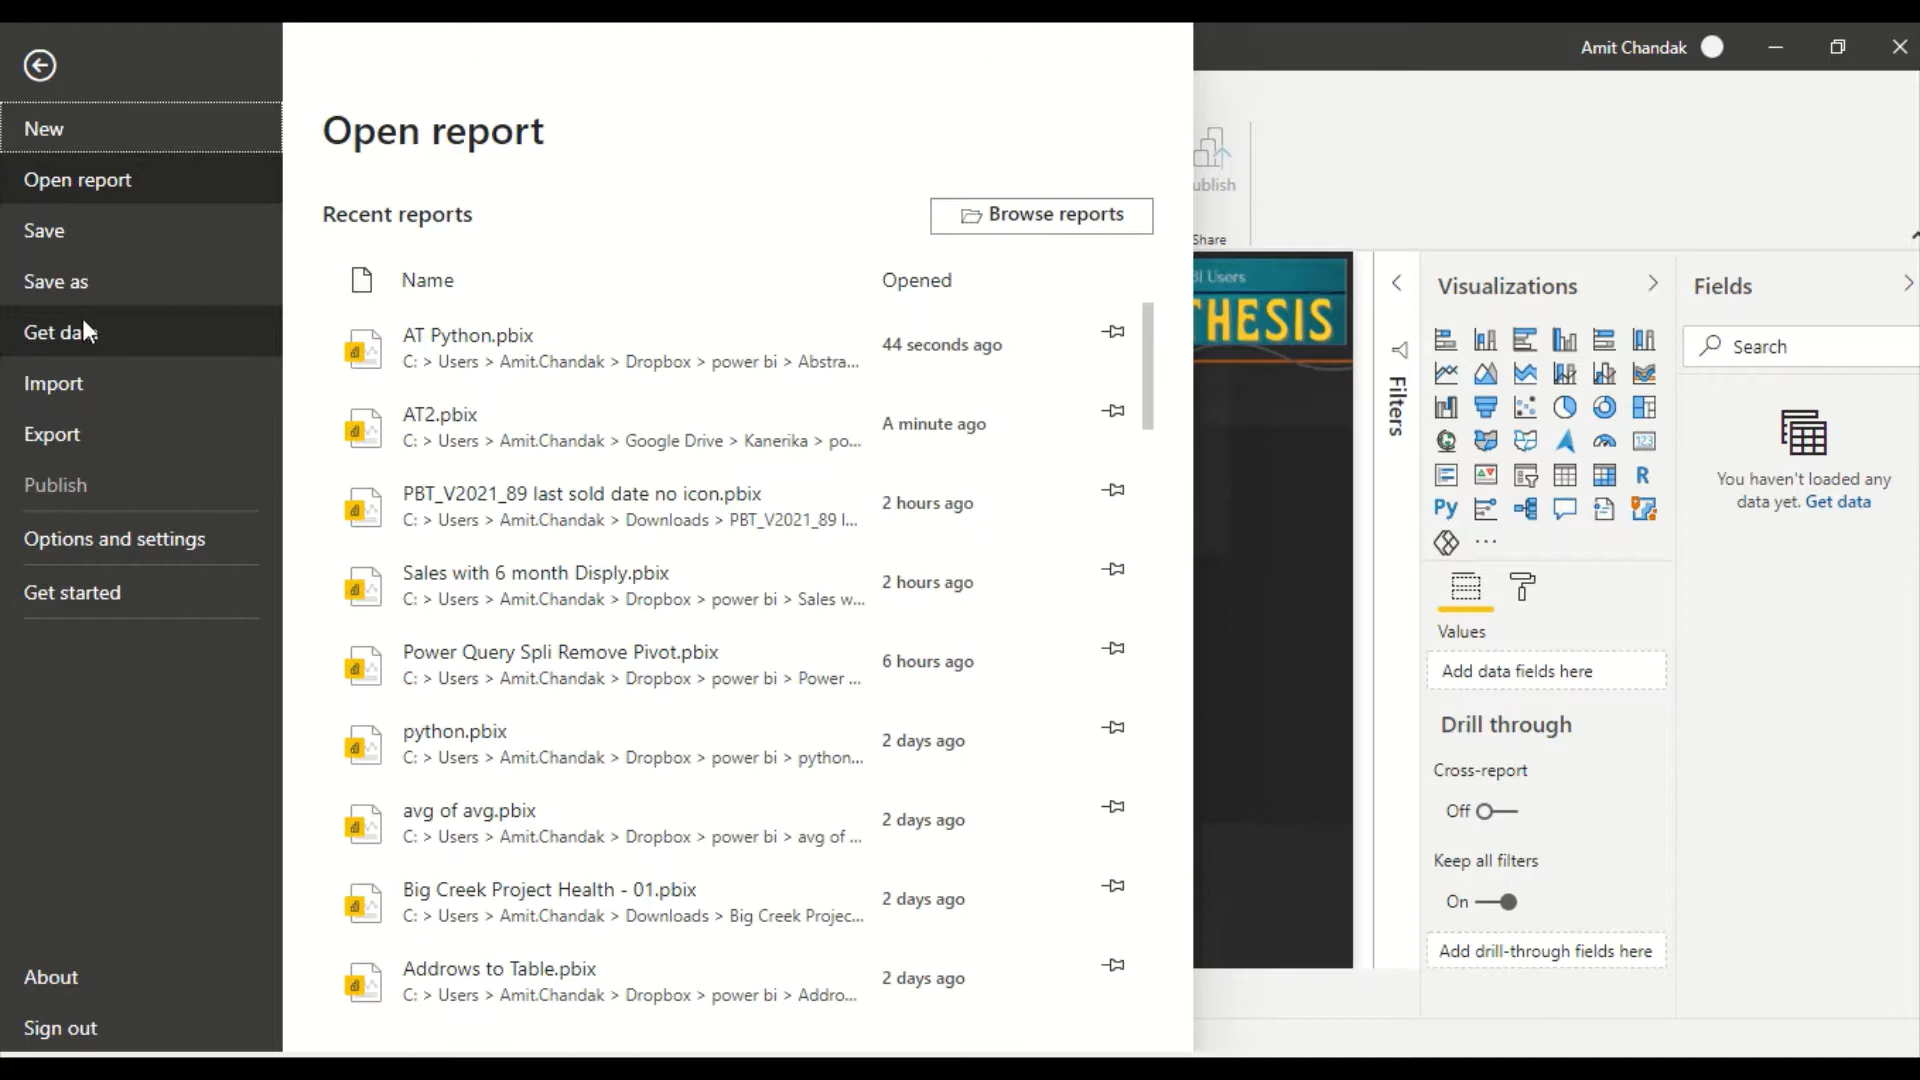 Amit Chandak
New
Open report
Save
Save as
Get data
Import
Export
Publish
Options and settings
Get started
About
Sign out
Open report
Recent reports
Browse reports
Name
Opened
AT Python.pbix
C: > Users > Amit.Chandak > Dropbox > power bi > Abstra...
44 seconds ago
AT2.pbix
C: > Users > Amit.Chandak > Google Drive > Kanerika > po...
A minute ago
PBT_V2021_89 last sold date no icon.pbix
C: > Users > Amit.Chandak > Downloads > PBT_V2021_89 l...
2 hours ago
Sales with 6 month Disply.pbix
C: > Users > Amit.Chandak > Dropbox > power bi > Sales w...
2 hours ago
Power Query Spli Remove Pivot.pbix
C: > Users > Amit.Chandak > Dropbox > power bi > Power ...
6 hours ago
python.pbix
C: > Users > Amit.Chandak > Dropbox > power bi > python...
2 days ago
avg of avg.pbix
C: > Users > Amit.Chandak > Dropbox > power bi > avg of ...
2 days ago
Big Creek Project Health - 01.pbix
C: > Users > Amit.Chandak > Downloads > Big Creek Projec...
2 days ago
Addrows to Table.pbix
C: > Users > Amit.Chandak > Dropbox > power bi > Addro...
2 days ago
ublish
Share
BI Users
THESIS
Filters
Visualizations
123
R
Py
Values
Add data fields here
Drill through
Cross-report
Off
Keep all filters
On
Add drill-through fields here
Fields
Search
You haven't loaded any
data yet. Get data